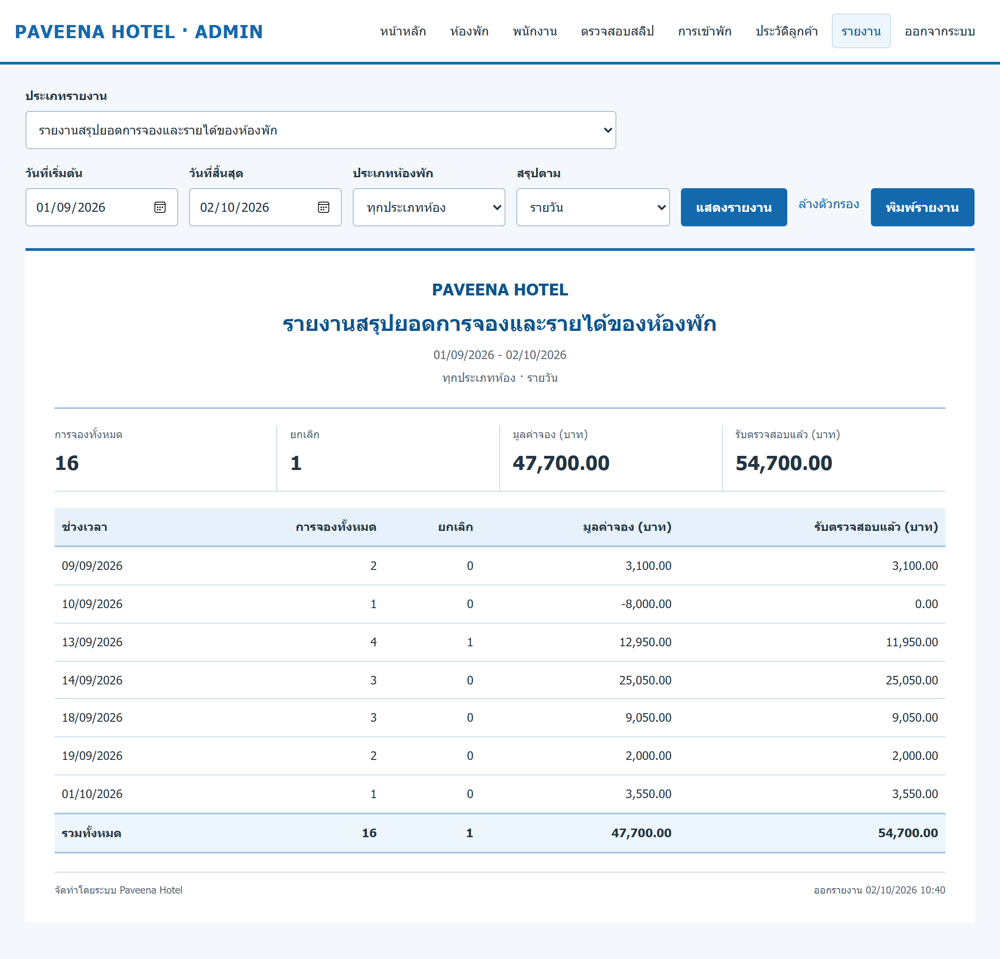 PAVEENA HOTEL · ADMIN
หน้าหลัก ห้องพัก พนักงาน ตรวจสอบสลิป การเข้าพัก ประวัติลูกค้า รายงาน ออกจากระบบ
ประเภทรายงาน
รายงานสรุปยอดการจองและรายได้ของห้องพัก
วันที่เริ่มต้น วันที่สิ้นสุด ประเภทห้องพัก สรุปตาม
01/09/2026 02/10/2026 ทุกประเภทห้อง รายวัน แสดงรายงาน ล้างตัวกรอง พิมพ์รายงาน
PAVEENA HOTEL
รายงานสรุปยอดการจองและรายได้ของห้องพัก
01/09/2026 - 02/10/2026
ทุกประเภทห้อง · รายวัน
การจองทั้งหมด ยกเลิก มูลค่าจอง (บาท) รับตรวจสอบแล้ว (บาท)
16 1 47,700.00 54,700.00
ช่วงเวลา การจองทั้งหมด ยกเลิก มูลค่าจอง (บาท) รับตรวจสอบแล้ว (บาท)
09/09/2026 2 0 3,100.00 3,100.00
10/09/2026 1 0 -8,000.00 0.00
13/09/2026 4 1 12,950.00 11,950.00
14/09/2026 3 0 25,050.00 25,050.00
18/09/2026 3 0 9,050.00 9,050.00
19/09/2026 2 0 2,000.00 2,000.00
01/10/2026 1 0 3,550.00 3,550.00
รวมทั้งหมด 16 1 47,700.00 54,700.00
จัดทำโดยระบบ Paveena Hotel ออกรายงาน 02/10/2026 10:40